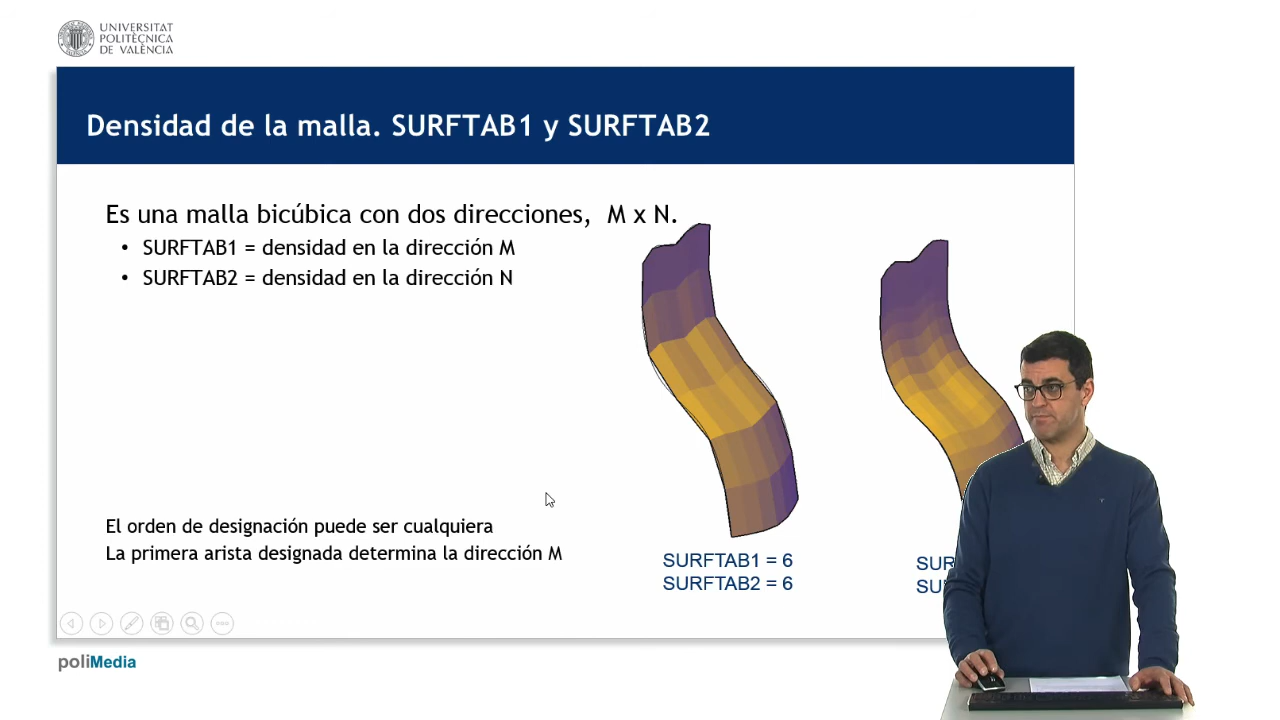 UNIVERSITAT
POLITÈCNICA
DE VALÈNCIA
Densidad de la malla. SURFTAB1 y SURFTAB2
Es una malla bicúbica con dos direcciones, M x N.
• SURFTAB1 = densidad en la dirección M
• SURFTAB2 = densidad en la dirección N
El orden de designación puede ser cualquiera
La primera arista designada determina la dirección M
SURFTAB1 = 6
SURFTAB2 = 6
poliMedia